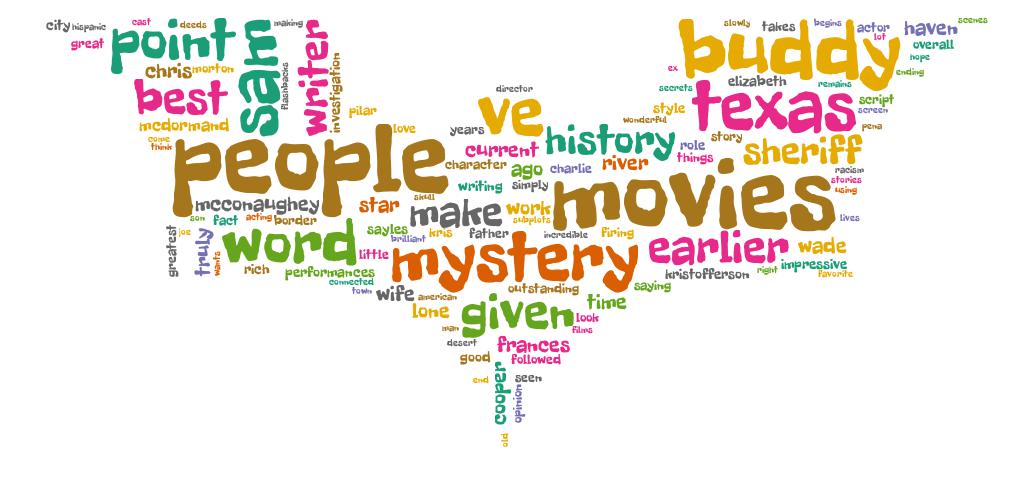 city
hispanic
cast
deeds
making
great
point
sam
writer
chris
morton
flashbacks
investigation
best
mcdormand
pilar
come
think
love
people
years
director
ve
current
history
wonderful
style
secrets
ex
slowly
takes
begins
actor
lot
haven
scenes
overall
hope
ending
buddy
elizabeth
remains
texas
script
screen
pena
role
story
things
sheriff
racism
stories
using
character
ago
charlie
river
writing
simply
movies
lives
skull
mcconaughey
star
make
work
subplots
son
fact
acting
border
sayles
kris
father
incredible
firing
greatest
joe
truly
wants
word
little
brilliant
mystery
earlier
wade
rich
performances
connected
town
kristofferson
right
impressive
favorite
wife
american
outstanding
saying
time
lone
given
look
films
man
desert
frances
good
followed
end
cooper
seen
opinion
old